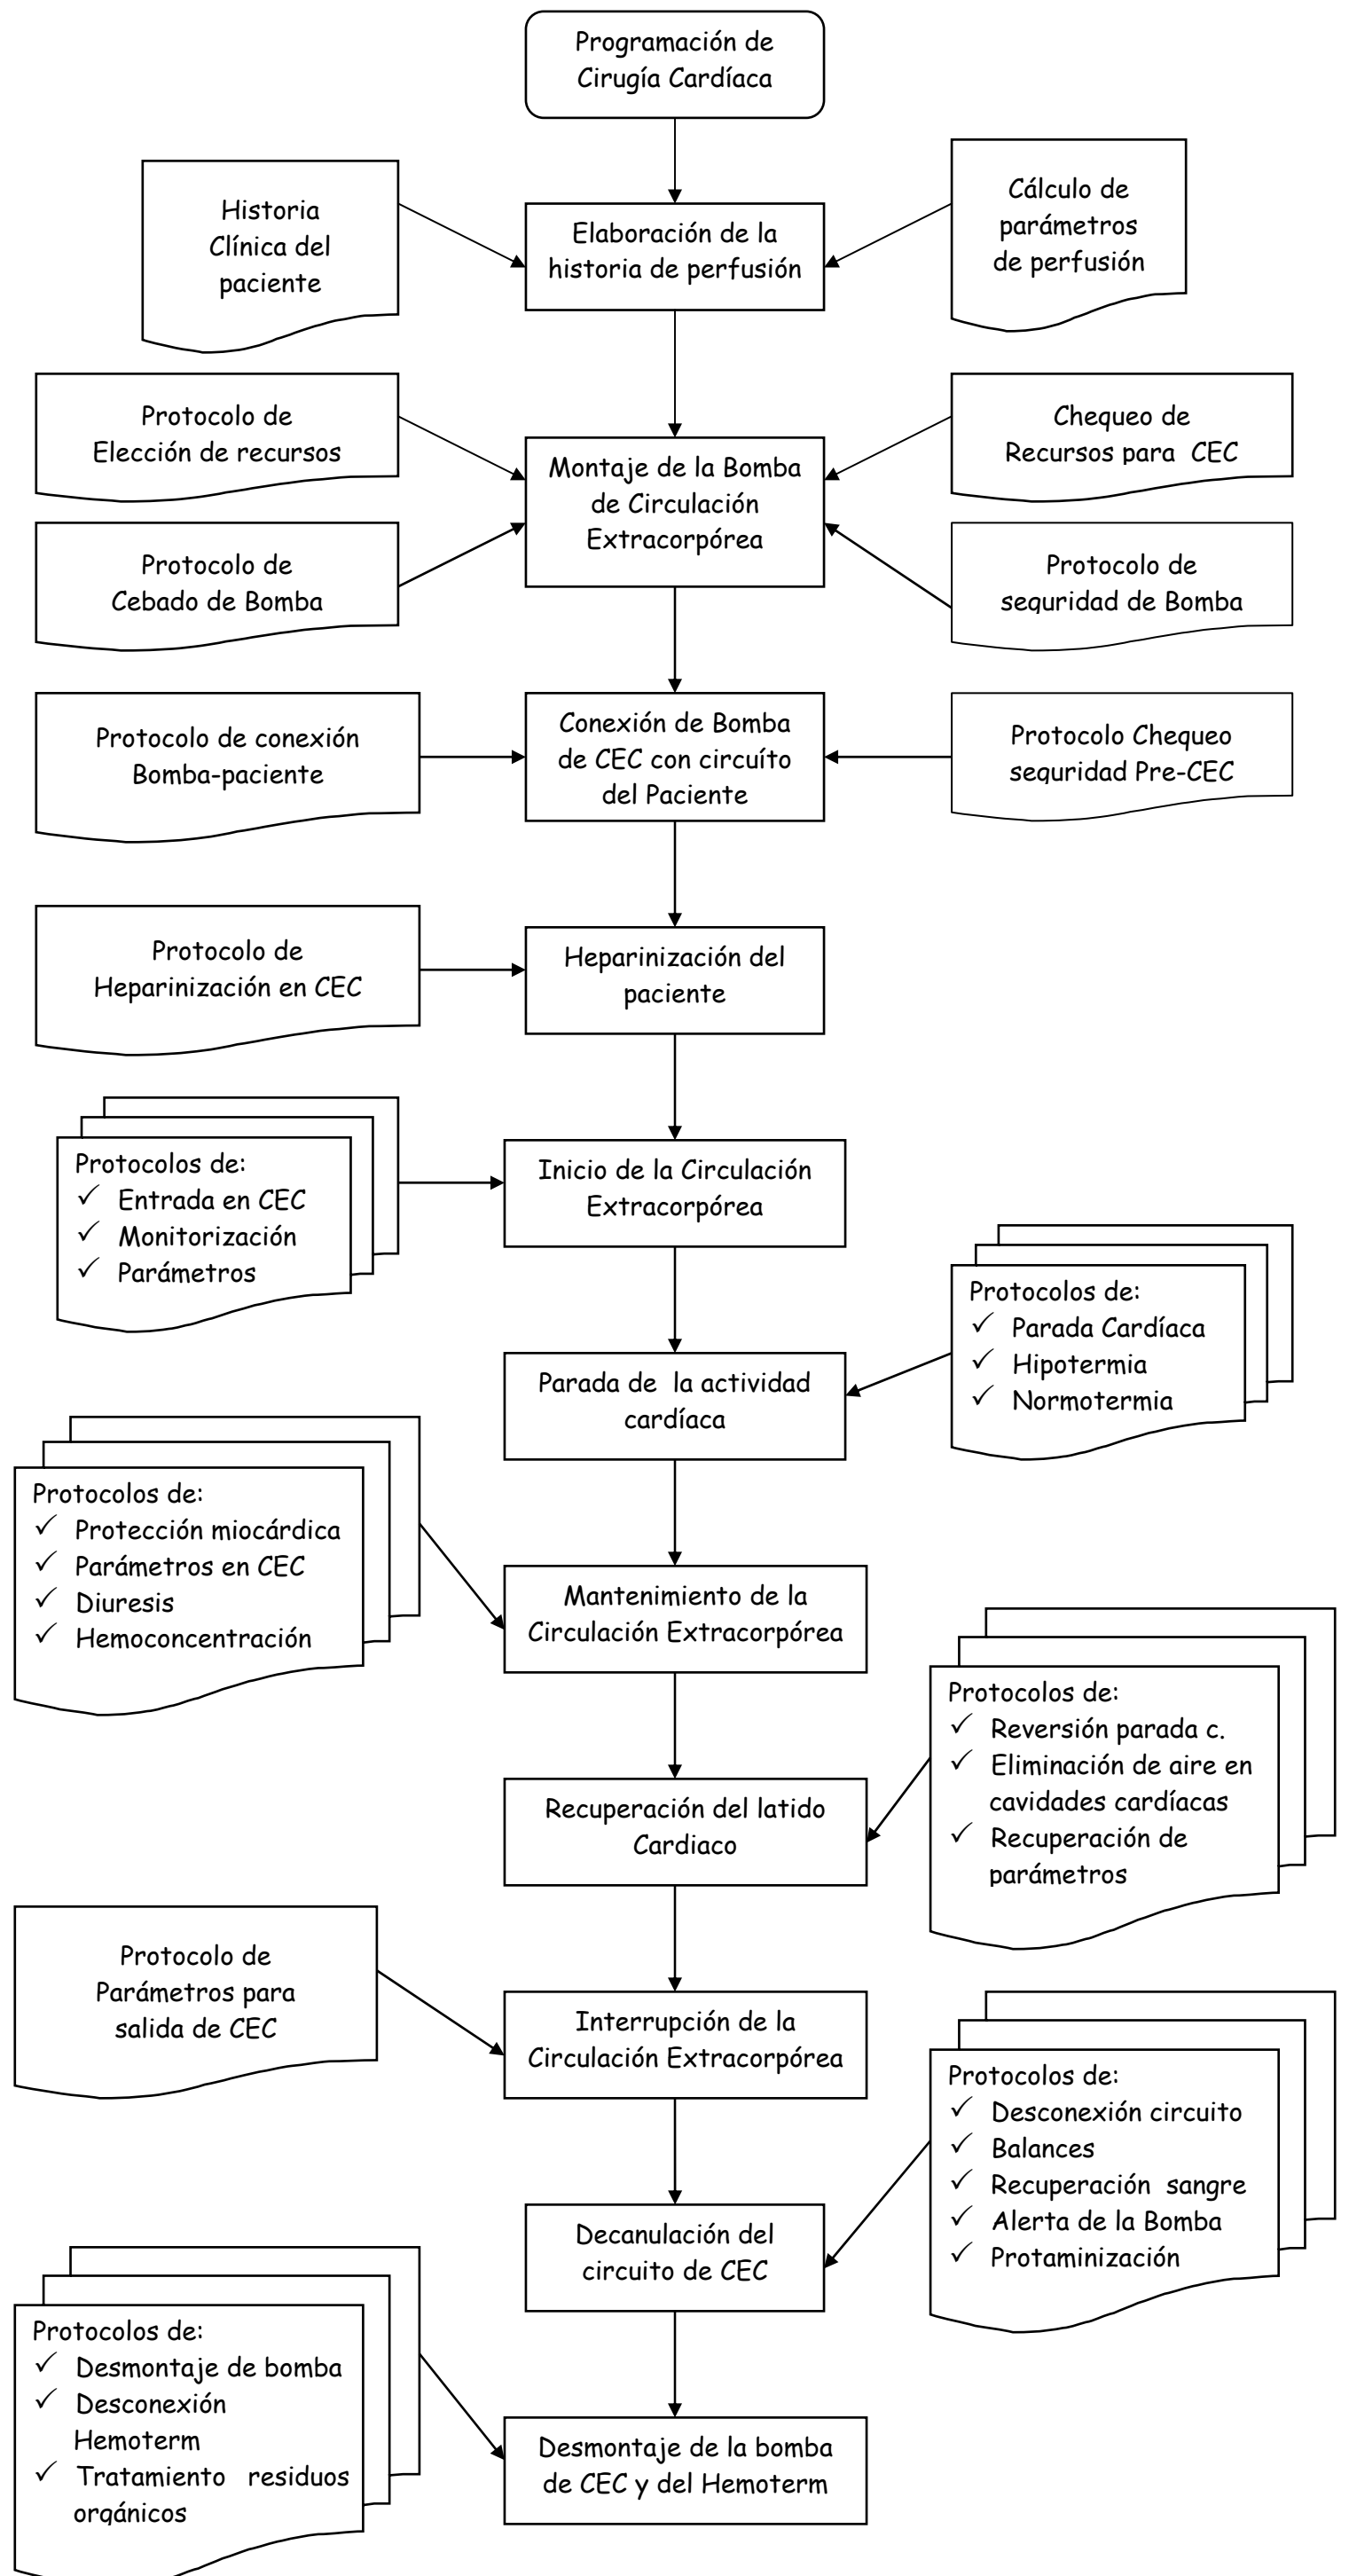 Programación de
Cirugía Cardíaca
Historia
Clínica del
paciente
Elaboración de la
historia de perfusión
Cálculo de
parámetros
de perfusión
Protocolo de
Elección de recursos
Chequeo de
Recursos para CEC
Montaje de la Bomba
de Circulación
Extracorpórea
Protocolo de
Cebado de Bomba
Protocolo de
seguridad de Bomba
Protocolo de conexión
Bomba-paciente
Conexión de Bomba
de CEC con circuíto
del Paciente
Protocolo Chequeo
seguridad Pre-CEC
Protocolo de
Heparinización en CEC
Heparinización del
paciente
Protocolos de:
✓ Entrada en CEC
✓ Monitorización
✓ Parámetros
Inicio de la Circulación
Extracorpórea
Protocolos de:
✓ Parada Cardíaca
✓ Hipotermia
✓ Normotermia
Parada de la actividad
cardíaca
Protocolos de:
✓ Protección miocárdica
✓ Parámetros en CEC
✓ Diuresis
✓ Hemoconcentración
Mantenimiento de la
Circulación Extracorpórea
Protocolos de:
✓ Reversión parada c.
✓ Eliminación de aire en
cavidades cardíacas
✓ Recuperación de
parámetros
Recuperación del latido
Cardiaco
Protocolo de
Parámetros para
salida de CEC
Interrupción de la
Circulación Extracorpórea
Protocolos de:
✓ Desconexión circuito
✓ Balances
✓ Recuperación sangre
✓ Alerta de la Bomba
✓ Protaminización
Decanulación del
circuito de CEC
Protocolos de:
✓ Desmontaje de bomba
✓ Desconexión
Hemoterm
✓ Tratamiento residuos
orgánicos
Desmontaje de la bomba
de CEC y del Hemoterm